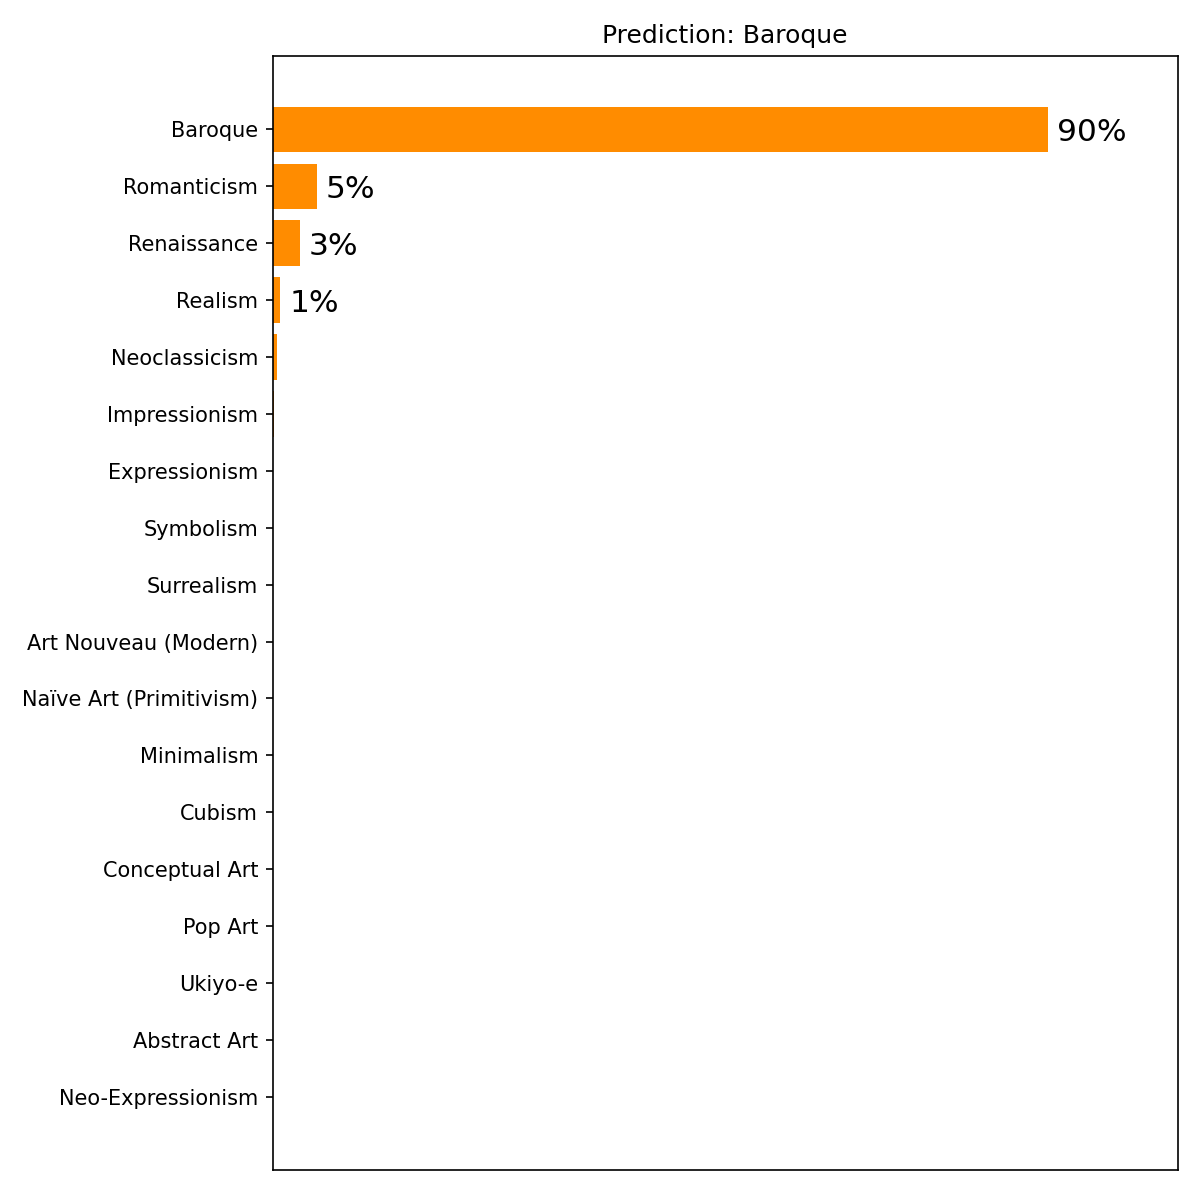 Prediction: Baroque
Baroque 90%
Romanticism 5%
Renaissance 3%
Realism 1%
Neoclassicism
Impressionism
Expressionism
Symbolism
Surrealism
Art Nouveau (Modern)
Naïve Art (Primitivism)
Minimalism
Cubism
Conceptual Art
Pop Art
Ukiyo-e
Abstract Art
Neo-Expressionism